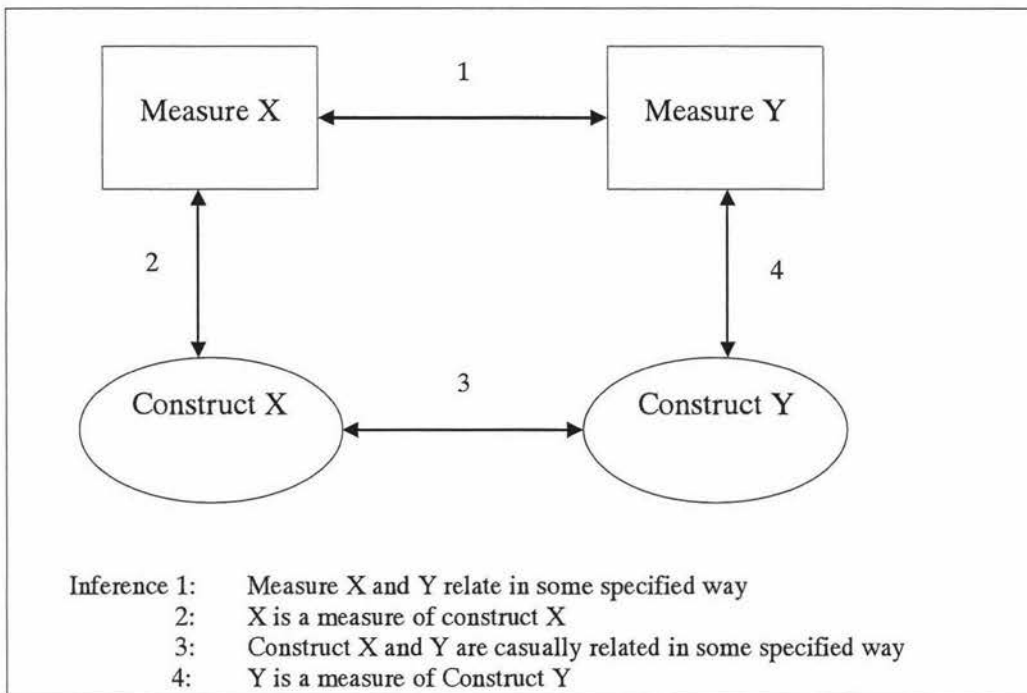 1
Measure X
Measure Y
2
4
3
Construct X
Construct Y
Inference 1: Measure X and Y relate in some specified way
2: X is a measure of construct X
3: Construct X and Y are casually related in some specified way
4: Y is a measure of Construct Y